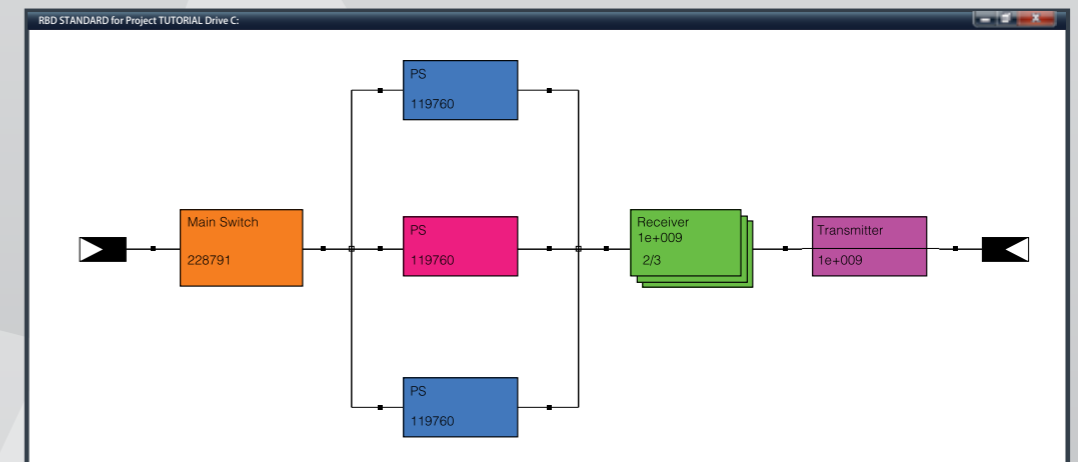 RBD STANDARD for Project TUTORIAL Drive C:
PS
119760
Main Switch
228791
PS
119760
Receiver
1e+009
2/3
Transmitter
1e+009
PS
119760